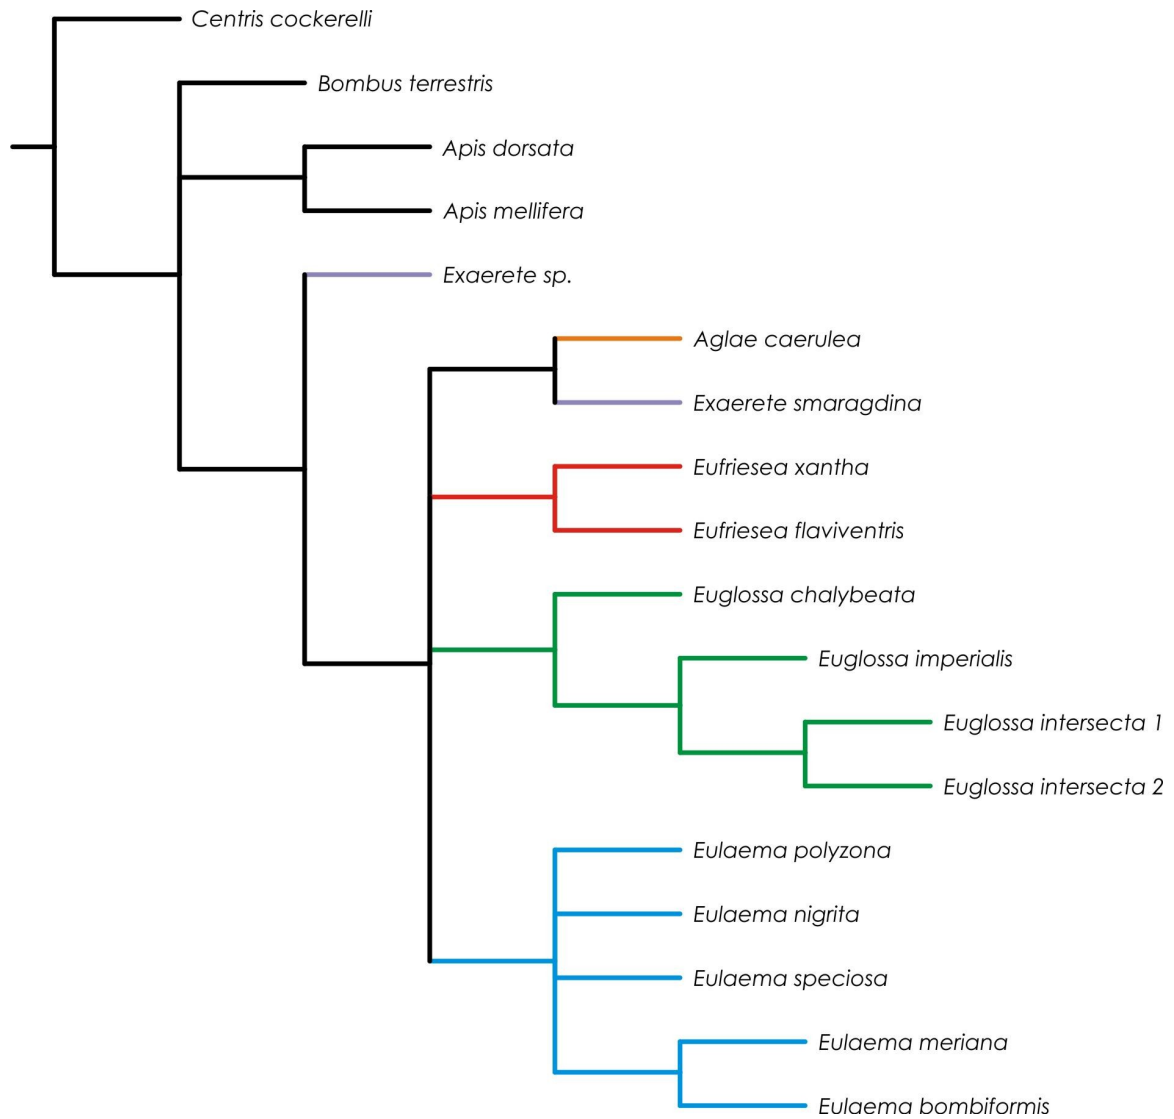 Centris cockerelli
Bombus terrestris
Apis dorsata
Apis mellifera
Exaerete sp.
Aglae caerulea
Exaerete smaragdina
Eufriesea xantha
Eufriesea flaviventris
Euglossa chalybeata
Euglossa imperialis
Euglossa intersecta 1
Euglossa intersecta 2
Eulaema polyzona
Eulaema nigrita
Eulaema speciosa
Eulaema meriana
Eulaema bombiformis